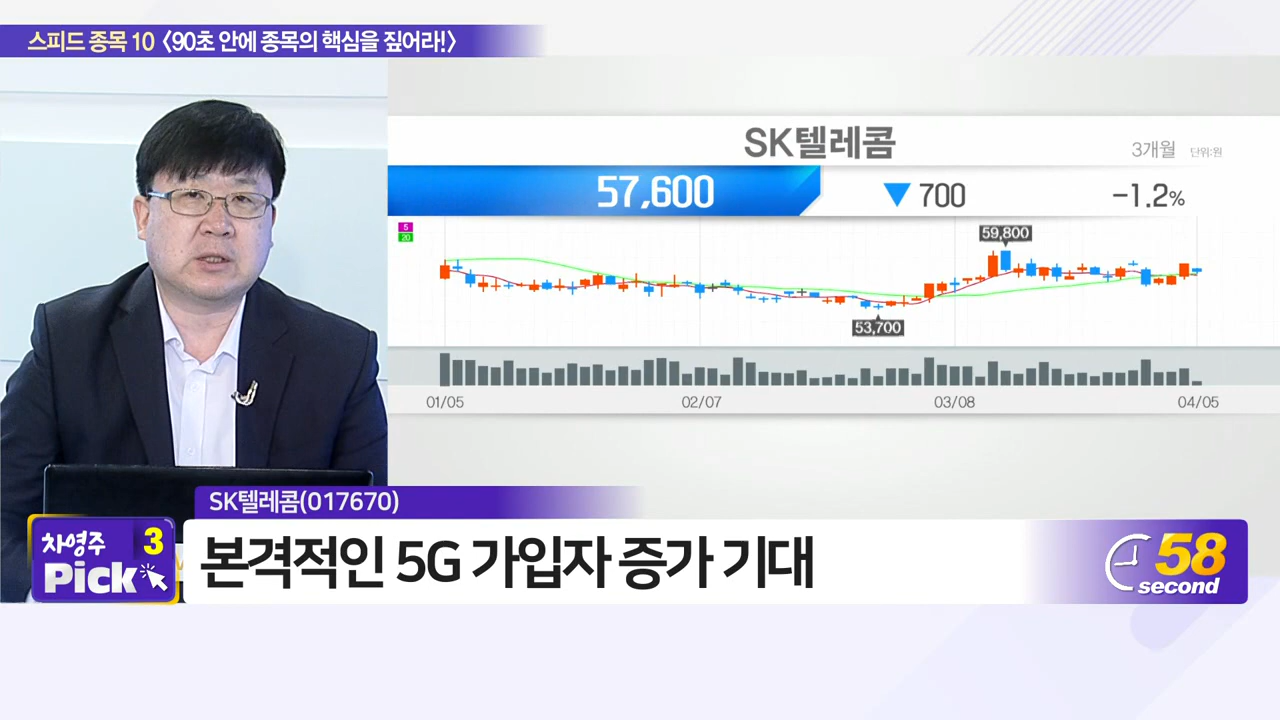 스피드 종목 10 〈90초 안에 종목의 핵심을 짚어라!〉
SK텔레콤
3개월 단위:원
57,600 ▼ 700 -1.2%
5
20
59,800
53,700
01/05 02/07 03/08 04/05
SK텔레콤(017670)
차영주 3
Pick
본격적인 5G 가입자 증가 기대
58
second